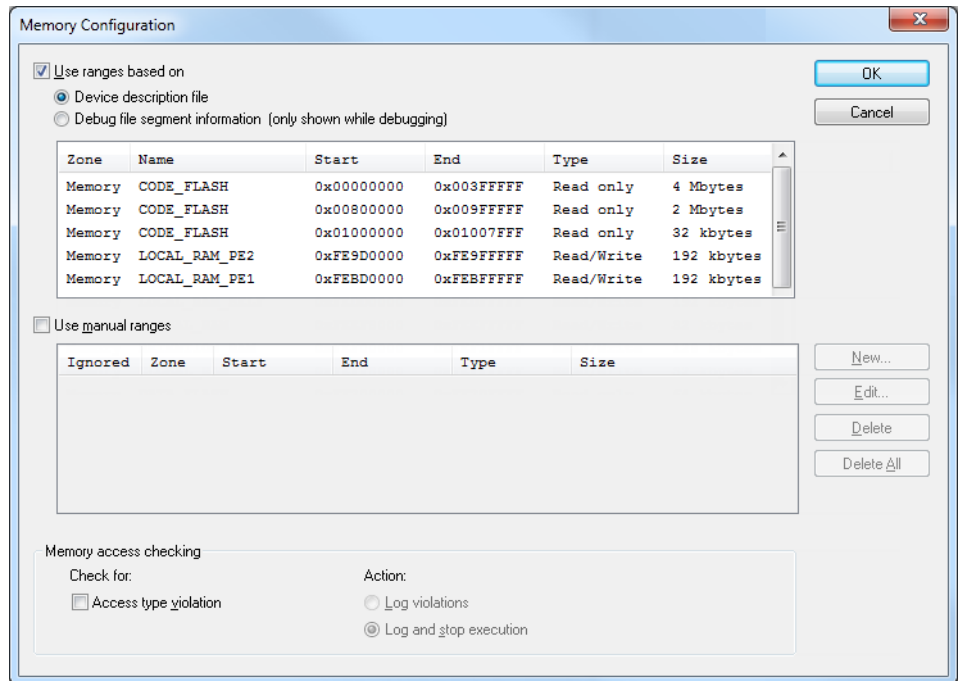 Memory Configuration
Use ranges based on
OK
Device description file
Cancel
Debug file segment information (only shown while debugging)
Zone Name Start End Type Size
Memory CODE_FLASH 0x00000000 0x003FFFFF Read only 4 Mbytes
Memory CODE_FLASH 0x00800000 0x009FFFFF Read only 2 Mbytes
Memory CODE_FLASH 0x01000000 0x01007FFF Read only 32 kbytes
Memory LOCAL_RAM_PE2 0xFE9D0000 0xFE9FFFFF Read/Write 192 kbytes
Memory LOCAL_RAM_PE1 0xFEBD0000 0xFEBFFFFF Read/Write 192 kbytes
Use manual ranges
Ignored Zone Start End Type Size
New...
Edit...
Delete
Delete All
Memory access checking
Check for: Action:
Access type violation Log violations
Log and stop execution